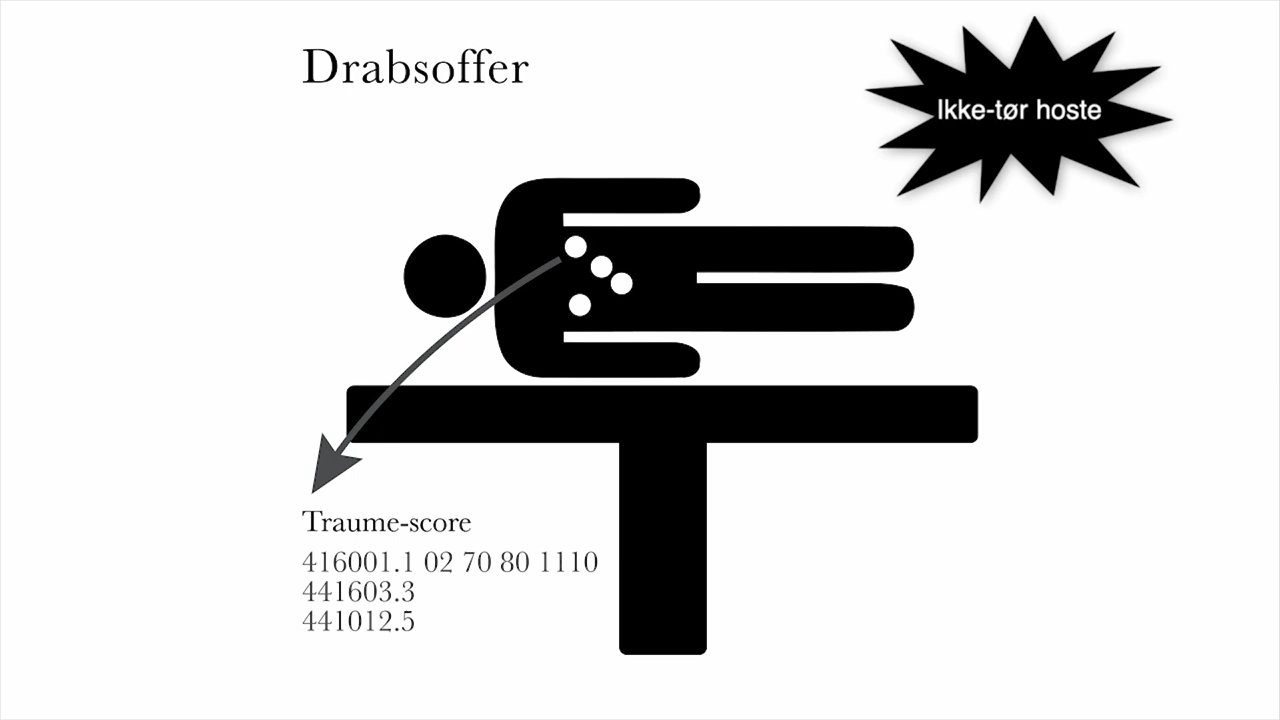 Drabsoffer
Ikke-tør hoste
Traume-score
416001.1 02 70 80 1110
441603.3
441012.5